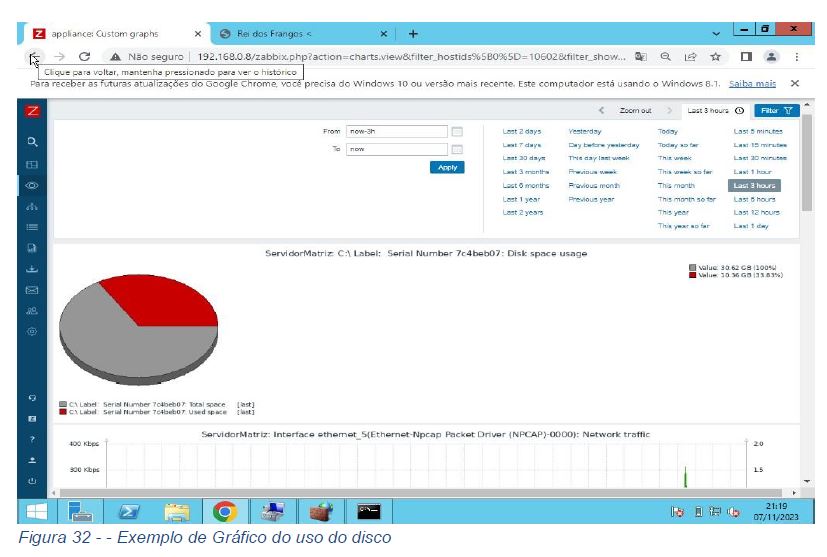 appliance: Custom graphs
Rei dos Frangos <
Não seguro | 192.168.0.8/zabbix.php?action=charts.view&filter_hostids%5B0%5D=10602&filter_show...
Clique para voltar, mantenha pressionado para ver o histórico
Para receber as futuras atualizações do Google Chrome, você precisa do Windows 10 ou versão mais recente. Este computador está usando o Windows 8.1. Saiba mais
Z
< Zoom out > Last 3 hours Filter
From now-3h
To now
Apply
Last 2 days Yesterday Today Last 5 minutes
Last 7 days Day before yesterday Today so far Last 15 minutes
Last 30 days This day last week This week Last 30 minutes
Last 3 months Previous week This week so far Last 1 hour
Last 6 months Previous month This month Last 3 hours
Last 1 year Previous year This month so far Last 6 hours
Last 2 years This year Last 12 hours
This year so far Last 1 day
ServidorMatriz: C:\ Label: Serial Number 7c4beb07: Disk space usage
Value: 30.62 GB (100%)
Value: 10.36 GB (33.83%)
C:\ Label: Serial Number 7c4beb07: Total space [last]
C:\ Label: Serial Number 7c4beb07: Used space [last]
ServidorMatriz: Interface ethernet_5(Ethernet-Npcap Packet Driver (NPCAP)-0000): Network traffic
400 Kbps 2.0
300 Kbps 1.5
21:19
07/11/2023
Figura 32 - - Exemplo de Gráfico do uso do disco